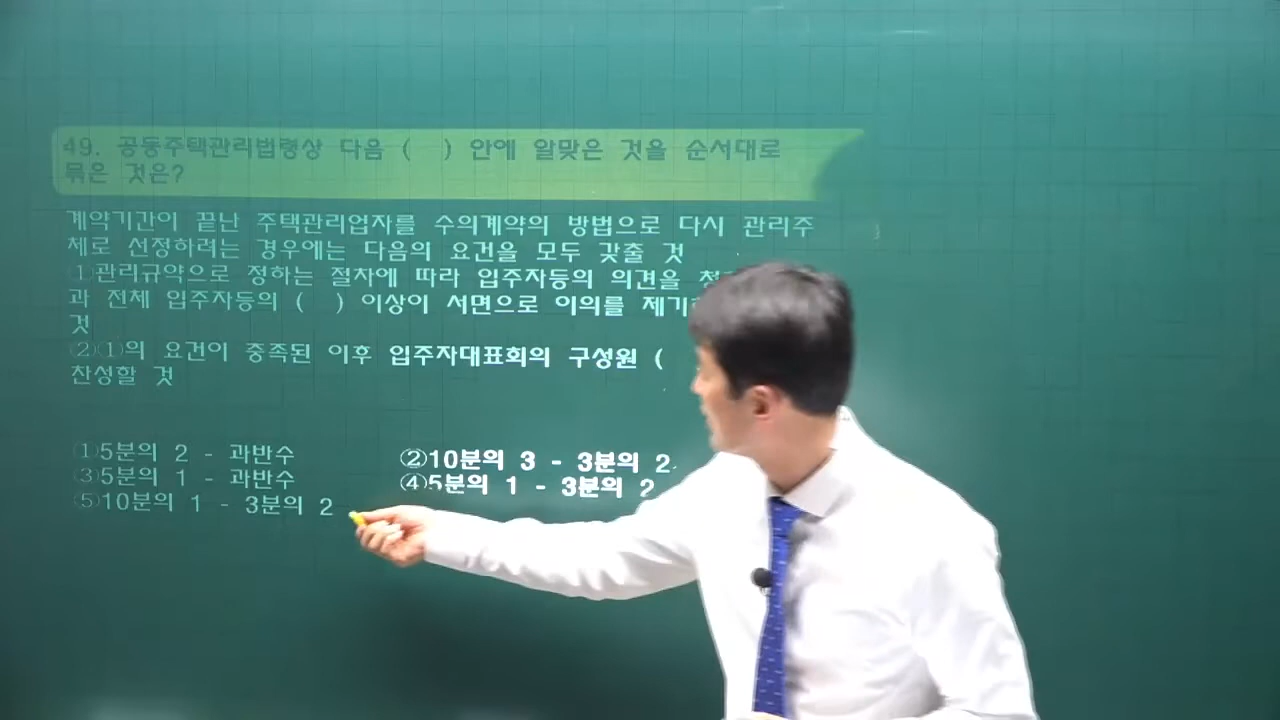 49. 공동주택관리법령상 다음 ( ) 안에 알맞은 것을 순서대로
묶은 것은?
계약기간이 끝난 주택관리업자를 수의계약의 방법으로 다시 관리주
체로 선정하려는 경우에는 다음의 요건을 모두 갖출 것
①관리규약으로 정하는 절차에 따라 입주자등의 의견을
과 전체 입주자등의 ( ) 이상이 서면으로 이의를
것
②①의 요건이 충족된 이후 입주자대표회의 구성원 (
찬성할 것
①5분의 2 - 과반수 ②10분의 3 - 3분의 2
③5분의 1 - 과반수 ④5분의 1 - 3분의 2
⑤10분의 1 - 3분의 2